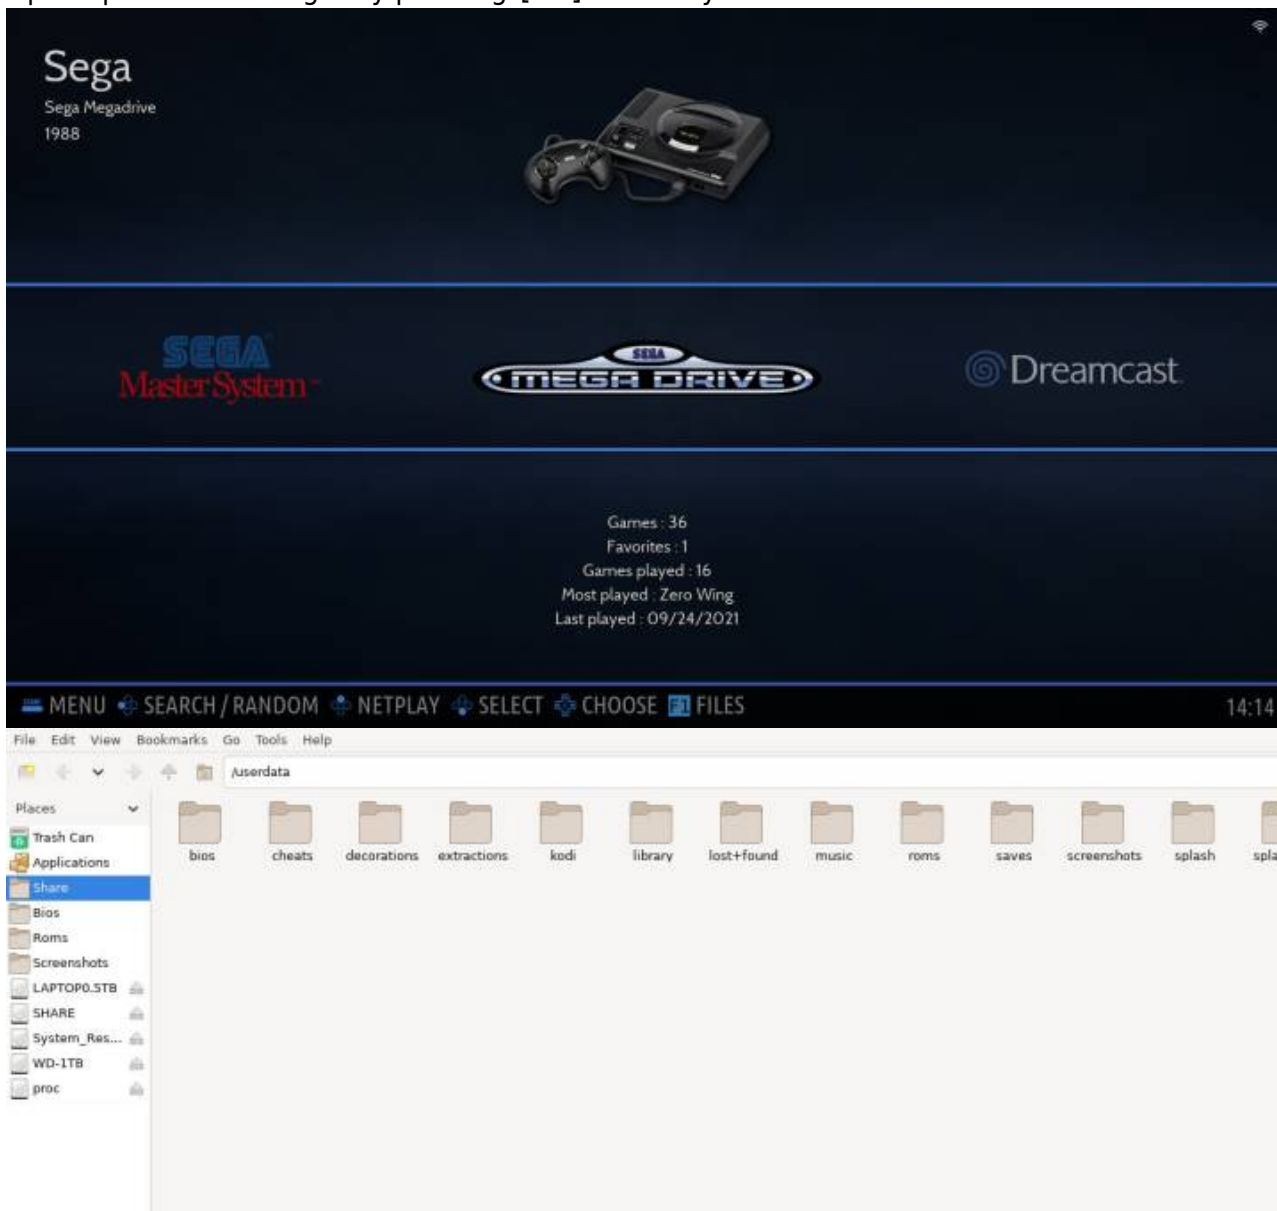 Sega
Sega Megadrive
1988
SEGA
Master System
SEGA
MEGA DRIVE
Dreamcast
Games : 36
Favorites : 1
Games played : 16
Most played : Zero Wing
Last played : 09/24/2021
MENU SEARCH / RANDOM NETPLAY SELECT CHOOSE F1 FILES 14:14
File Edit View Bookmarks Go Tools Help
/userdata
Places
Trash Can
Applications
Share
Bios
Roms
Screenshots
LAPTOP0.5TB
SHARE
System_Res...
WD-1TB
proc
bios cheats decorations extractions kodi library lost+found music roms saves screenshots splash spla